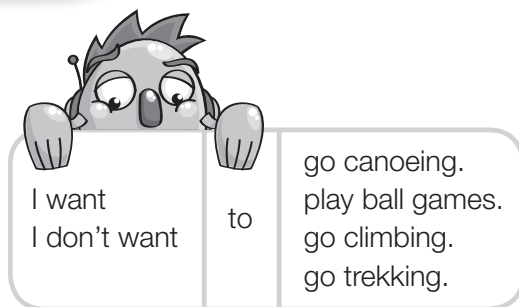 I want
I don't want
to
go canoeing.
play ball games.
go climbing.
go trekking.